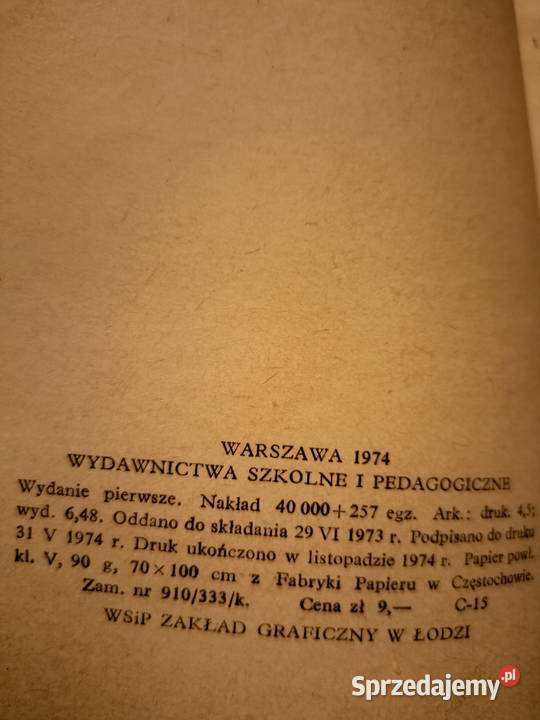 WARSZAWA 1974
WYDAWNICTWA SZKOLNE I PEDAGOGICZNE
Wydanie pierwsze. Nakład 40 000+257 egz. Ark.: druk. 4,5;
wyd. 6,48. Oddano do składania 29 VI 1973 r. Podpisano do druku
31 V 1974 r. Druk ukończono w listopadzie 1974 r. Papier powl.
kl. V, 90 g, 70×100 cm z Fabryki Papieru w Częstochowie.
Zam. nr 910/333/k. Cena zł 9,— C-15
WSiP ZAKŁAD GRAFICZNY W ŁODZI
Sprzedajemy.pl